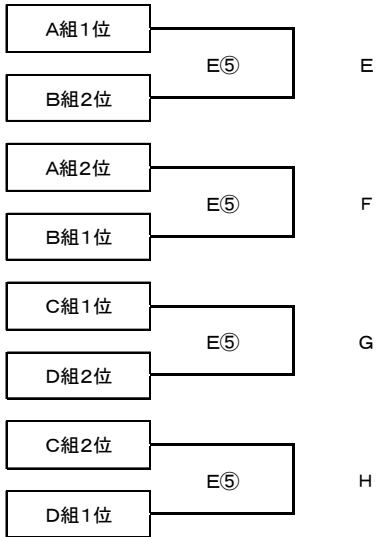 A組1位
E⑤ E
B組2位
A組2位
E⑤ F
B組1位
C組1位
E⑤ G
D組2位
C組2位
E⑤ H
D組1位